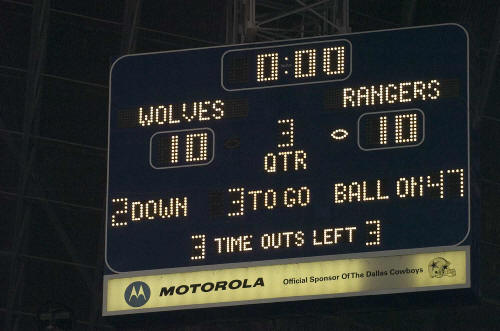 0:00
WOLVES RANGERS
10 3 10
QTR
2 DOWN 3 TO GO BALL ON 47
3 TIME OUTS LEFT 3
MOTOROLA Official Sponsor Of The Dallas Cowboys